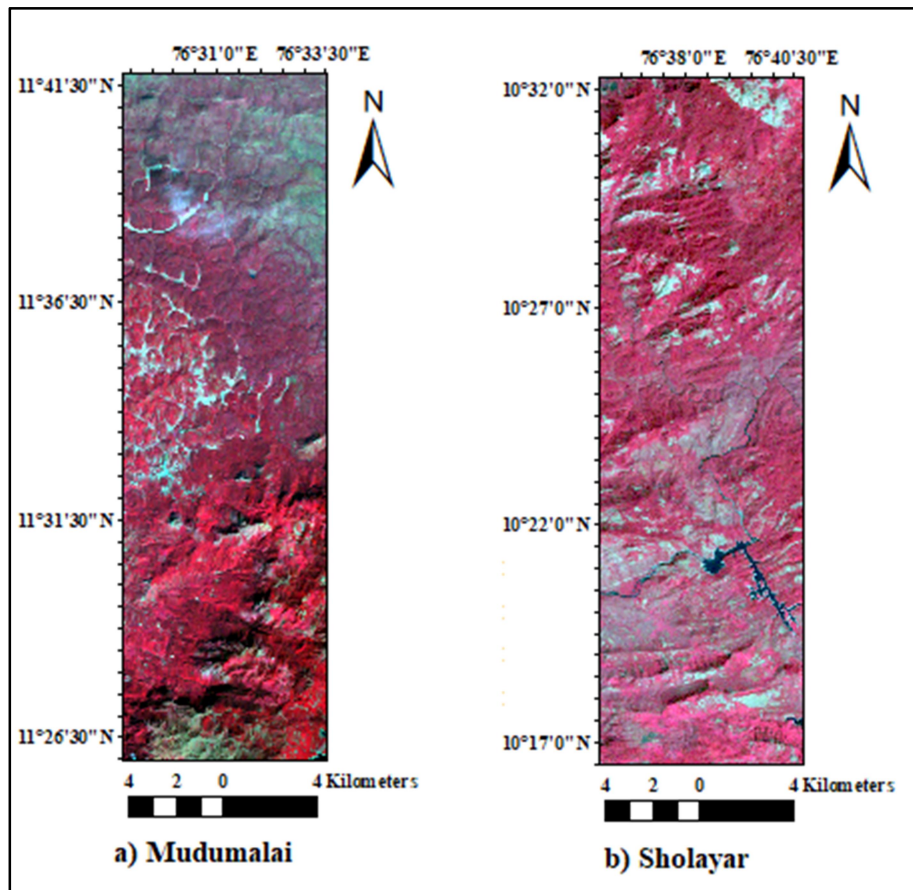 76°31'0"E 76°33'30"E
11°41'30"N
N
11°36'30"N
11°31'30"N
11°26'30"N
4 2 0 4 Kilometers
a) Mudumalai
76°38'0"E 76°40'30"E
10°32'0"N
N
10°27'0"N
10°22'0"N
10°17'0"N
4 2 0 4 Kilometers
b) Sholayar